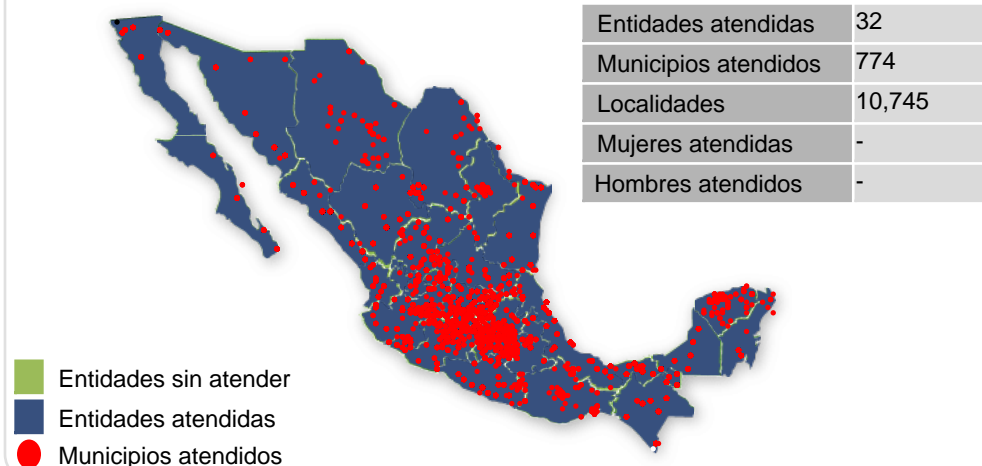 Entidades atendidas 32
Municipios atendidos 774
Localidades 10,745
Mujeres atendidas -
Hombres atendidos -
Entidades sin atender
Entidades atendidas
Municipios atendidos